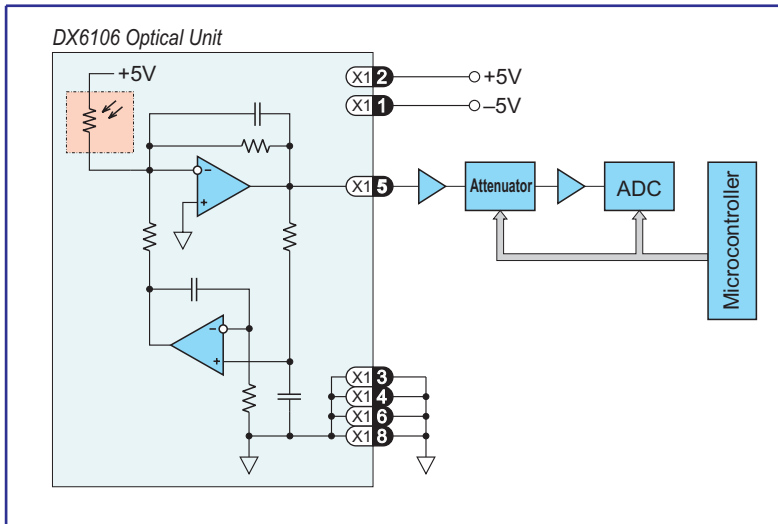 DX6106 Optical Unit
+5V
X1 2 +5V
X1 1 –5V
–
+
X1 5
Attenuator
ADC
Microcontroller
–
+
X1 3
X1 4
X1 6
X1 8